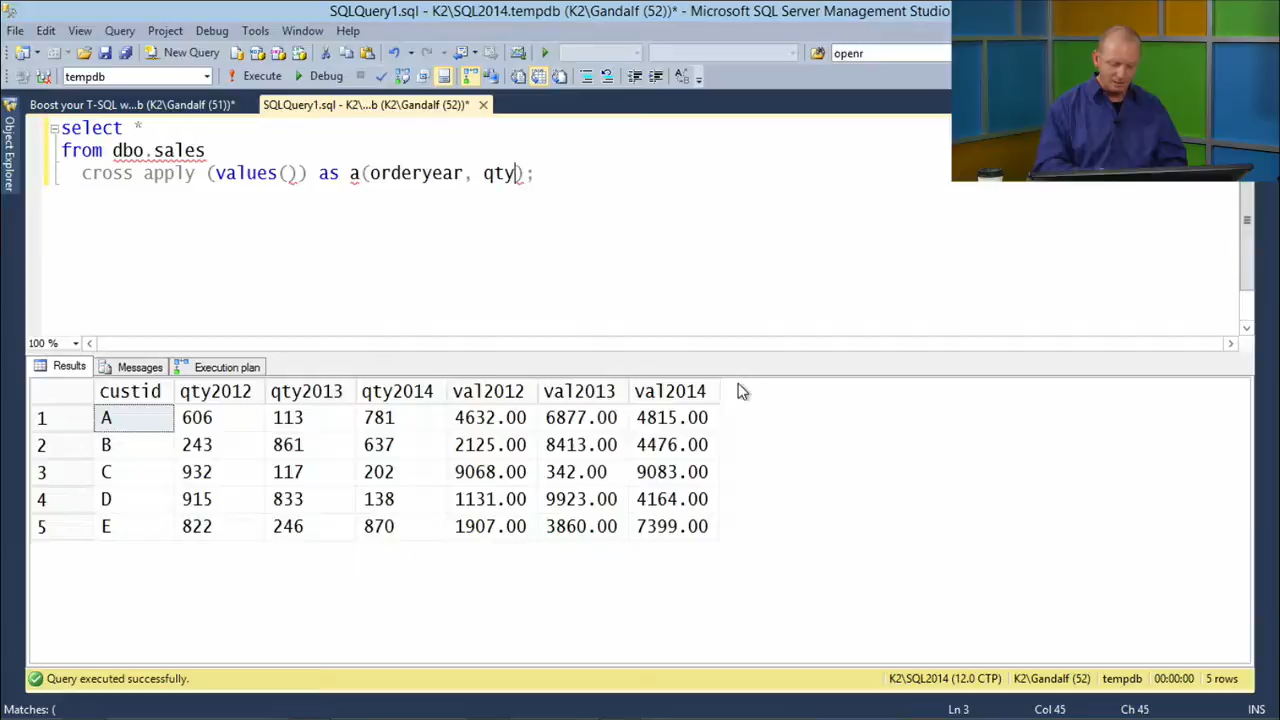 SQLQuery1.sql - K2\SQL2014.tempdb (K2\Gandalf (52))* - Microsoft SQL Server Management Studio
File Edit View Query Project Debug Tools Window Help
New Query openr
tempdb Execute Debug
Boost your T-SQL w...b (K2\Gandalf (51))* SQLQuery1.sql - K2\...b (K2\Gandalf (52))*
Object Explorer
select *
from dbo.sales
cross apply (values()) as a(orderyear, qty);
100 %
Results Messages Execution plan
custid qty2012 qty2013 qty2014 val2012 val2013 val2014
1 A 606 113 781 4632.00 6877.00 4815.00
2 B 243 861 637 2125.00 8413.00 4476.00
3 C 932 117 202 9068.00 342.00 9083.00
4 D 915 833 138 1131.00 9923.00 4164.00
5 E 822 246 870 1907.00 3860.00 7399.00
Query executed successfully. K2\SQL2014 (12.0 CTP) K2\Gandalf (52) tempdb 00:00:00 5 rows
Matches: ( Ln 3 Col 45 Ch 45 INS